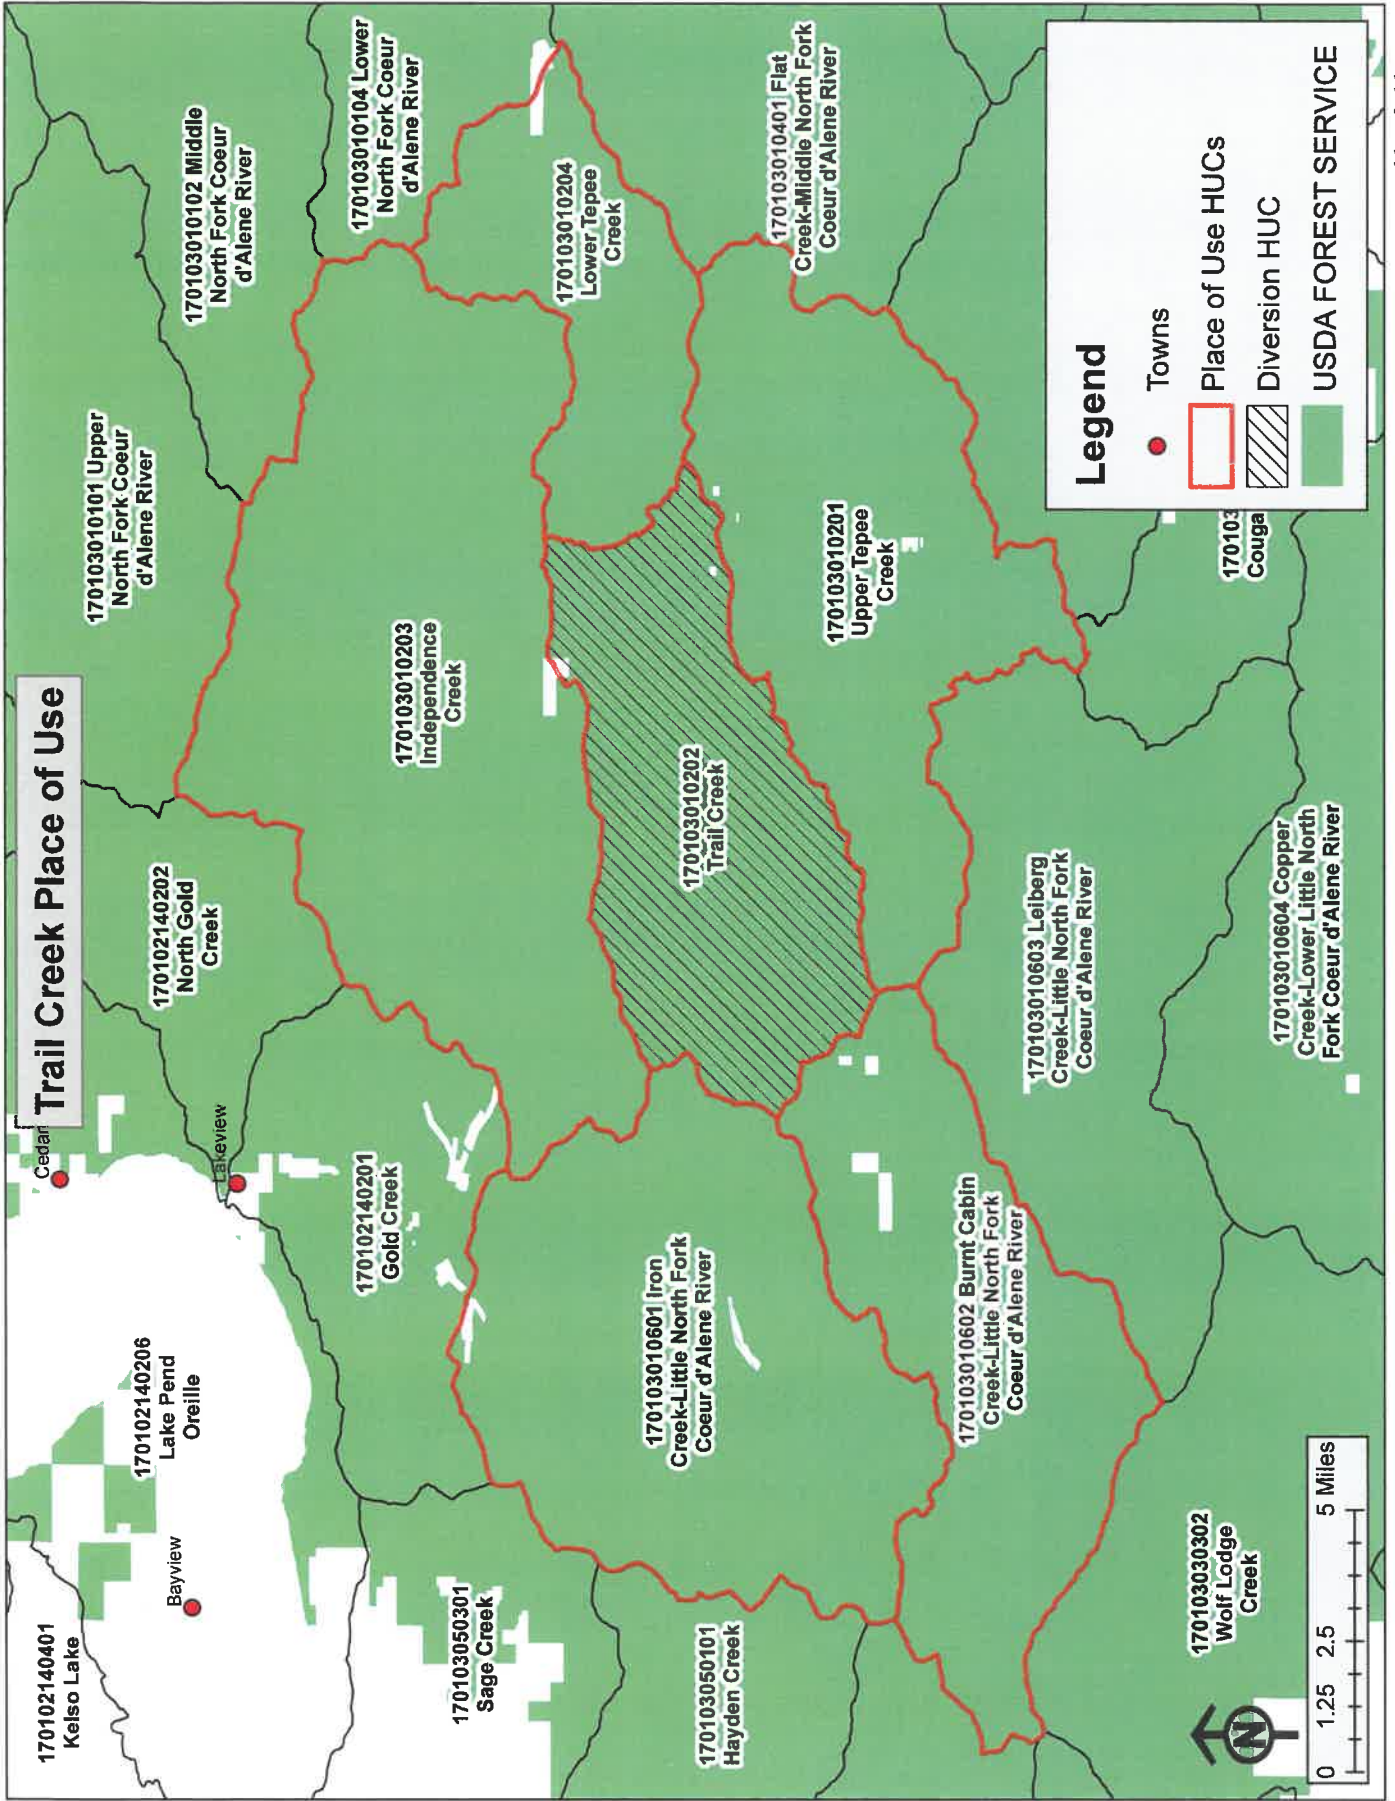 Trail Creek Place of Use
170102140401
Kelso Lake
Bayview
170102140206
Lake Pend
Oreille
Cedar
Lakeview
170102140202
North Gold
Creek
170103010101 Upper
North Fork Coeur
d'Alene River
170103010102 Middle
North Fork Coeur
d'Alene River
170103010104 Lower
North Fork Coeur
d'Alene River
170103050301
Sage Creek
170102140201
Gold Creek
170103010203
Independence
Creek
170103010204
Lower Tepee
Creek
170103050101
Hayden Creek
170103010601 Iron
Creek-Little North Fork
Coeur d'Alene River
170103010202
Trail Creek
170103010201
Upper Tepee
Creek
170103010401 Flat
Creek-Middle North Fork
Coeur d'Alene River
170103010602 Burnt Cabin
Creek-Little North Fork
Coeur d'Alene River
170103010603 Leiberg
Creek-Little North Fork
Coeur d'Alene River
170103030302
Wolf Lodge
Creek
170103010604 Copper
Creek-Lower Little North
Fork Coeur d'Alene River
170103
Couga
Legend
Towns
Place of Use HUCs
Diversion HUC
USDA FOREST SERVICE
N
0 1.25 2.5 5 Miles